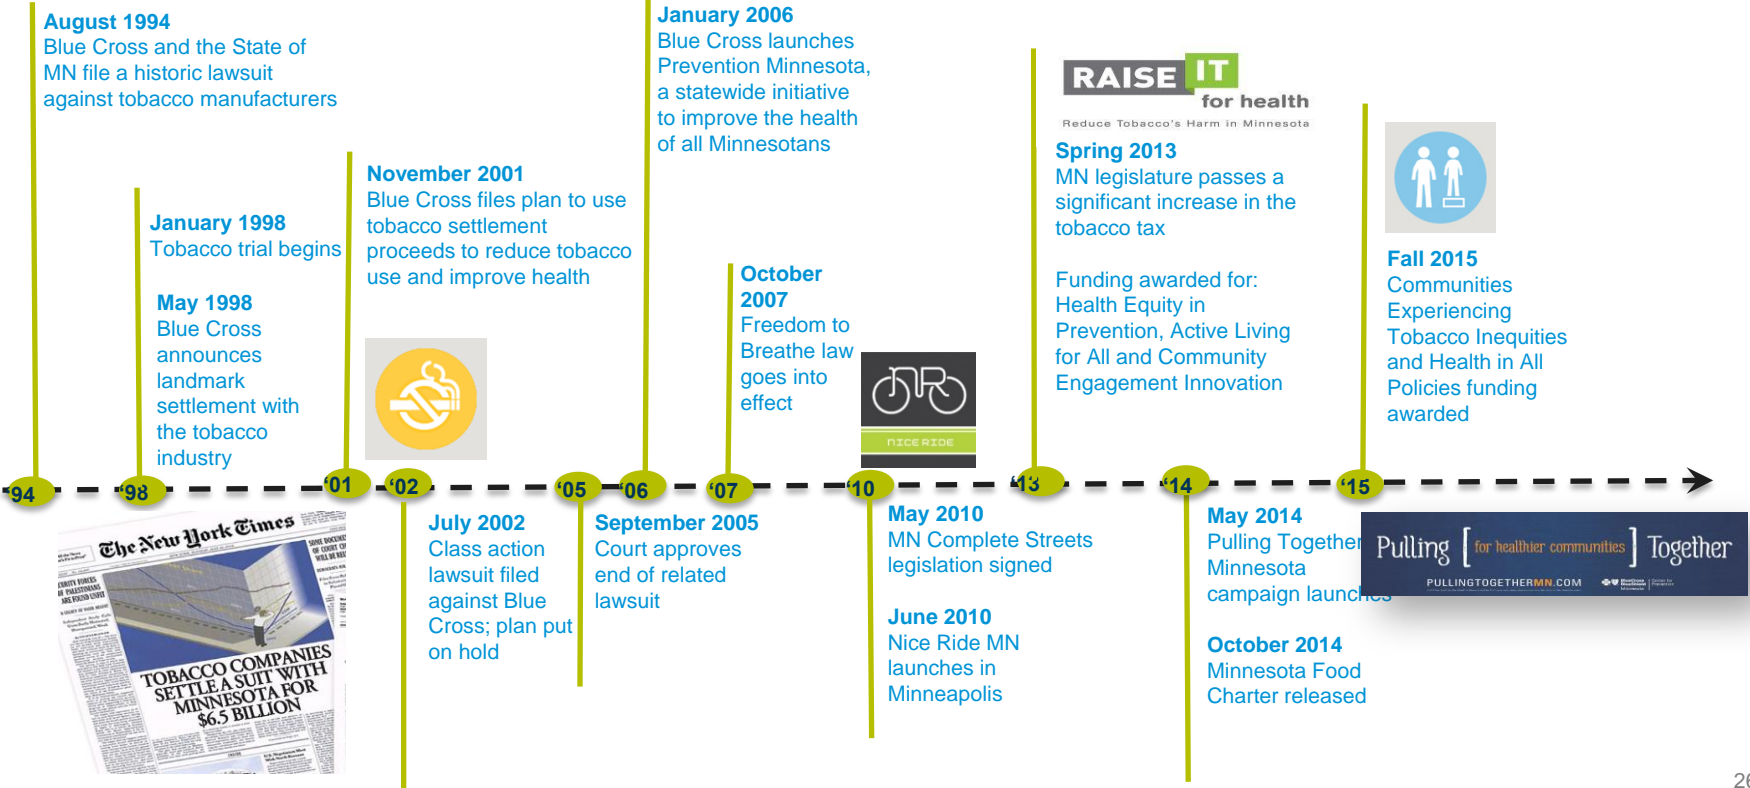 August 1994
Blue Cross and the State of
MN file a historic lawsuit
against tobacco manufacturers
January 1998
Tobacco trial begins
May 1998
Blue Cross
announces
landmark
settlement with
the tobacco
industry
November 2001
Blue Cross files plan to use
tobacco settlement
proceeds to reduce tobacco
use and improve health
January 2006
Blue Cross launches
Prevention Minnesota,
a statewide initiative
to improve the health
of all Minnesotans
October
2007
Freedom to
Breathe law
goes into
effect
NICE RIDE
RAISE IT
for health
Reduce Tobacco's Harm in Minnesota
Spring 2013
MN legislature passes a
significant increase in the
tobacco tax
Funding awarded for:
Health Equity in
Prevention, Active Living
for All and Community
Engagement Innovation
Fall 2015
Communities
Experiencing
Tobacco Inequities
and Health in All
Policies funding
awarded
‘94 ‘98 ‘01 ‘02 ‘05 ‘06 ‘07 ‘10 ‘13 ‘14 ‘15
The New York Times
SECURITY FORCES
OF PALESTINIANS
ARE FOUND UNFIT
TOBACCO COMPANIES
SETTLE A SUIT WITH
MINNESOTA FOR
$6.5 BILLION
July 2002
Class action
lawsuit filed
against Blue
Cross; plan put
on hold
September 2005
Court approves
end of related
lawsuit
May 2010
MN Complete Streets
legislation signed
June 2010
Nice Ride MN
launches in
Minneapolis
May 2014
Pulling Together
Minnesota
campaign launches
October 2014
Minnesota Food
Charter released
Pulling [for healthier communities] Together
PULLINGTOGETHERMN.COM
26